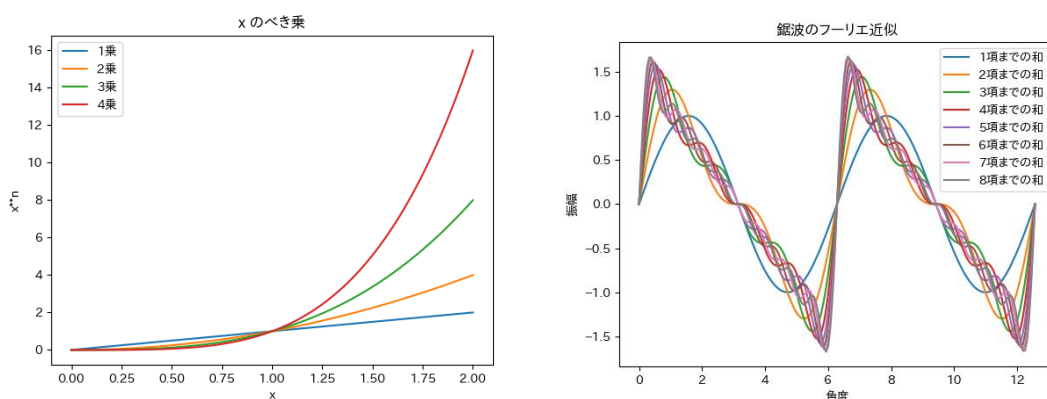 x のべき乗
1乗
2乗
3乗
4乗
x**n
16
14
12
10
8
6
4
2
0
0.00 0.25 0.50 0.75 1.00 1.25 1.50 1.75 2.00
x
鋸波のフーリエ近似
1項までの和
2項までの和
3項までの和
4項までの和
5項までの和
6項までの和
7項までの和
8項までの和
振幅
1.5
1.0
0.5
0.0
−0.5
−1.0
−1.5
0 2 4 6 8 10 12
角度